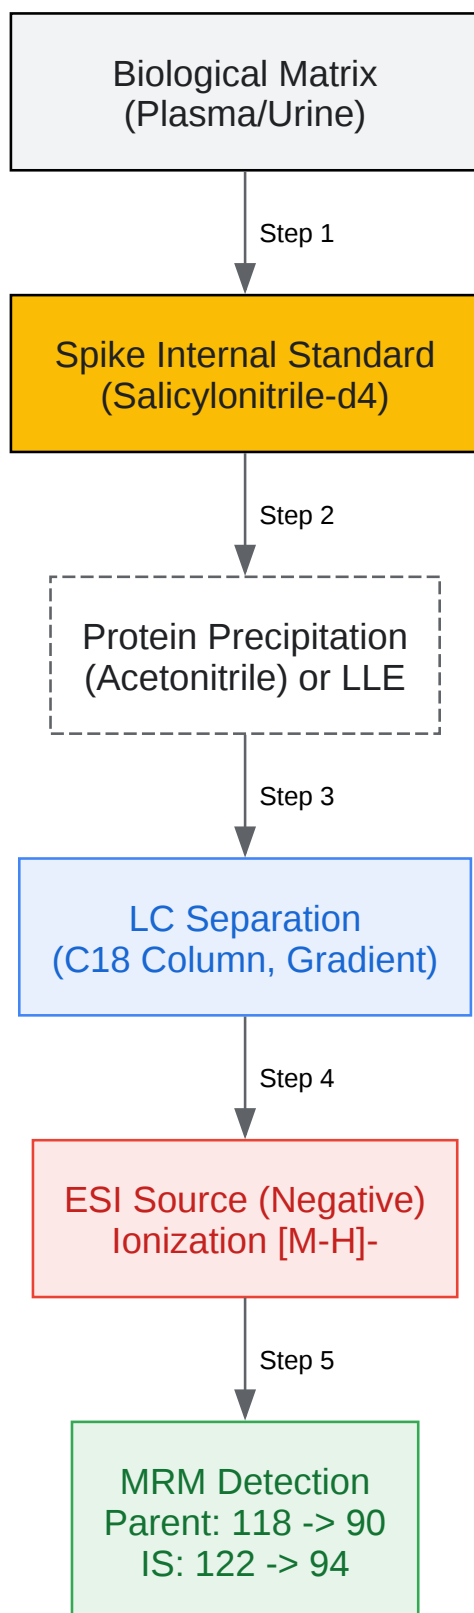 Biological Matrix
(Plasma/Urine)
Step 1
Spike Internal Standard
(Salicylonitrile-d4)
Step 2
Protein Precipitation
(Acetonitrile) or LLE
Step 3
LC Separation
(C18 Column, Gradient)
Step 4
ESI Source (Negative)
Ionization [M-H]-
Step 5
MRM Detection
Parent: 118 -> 90
IS: 122 -> 94